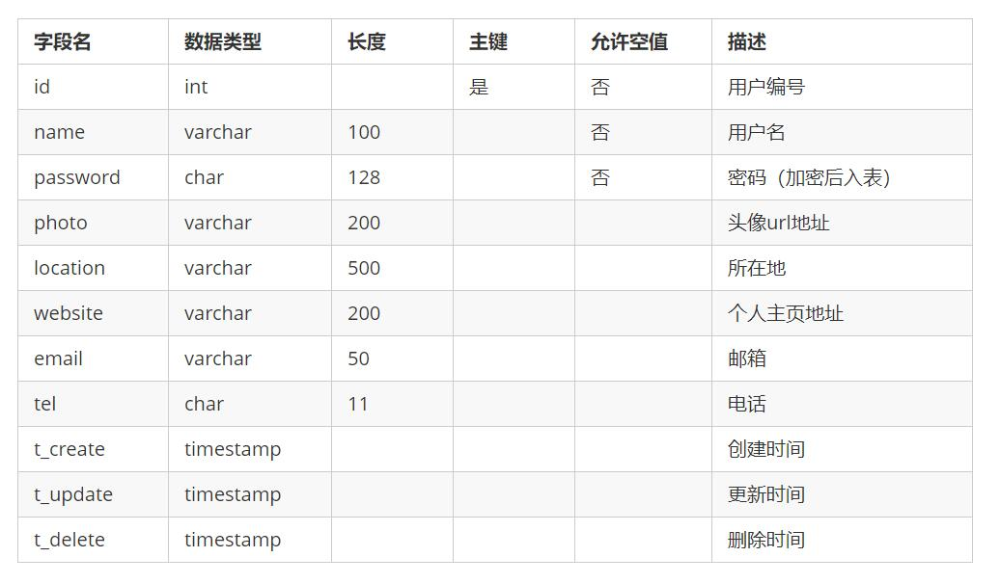 字段名 数据类型 长度 主键 允许空值 描述
id int 是 否 用户编号
name varchar 100 否 用户名
password char 128 否 密码（加密后入表）
photo varchar 200 头像url地址
location varchar 500 所在地
website varchar 200 个人主页地址
email varchar 50 邮箱
tel char 11 电话
t_create timestamp 创建时间
t_update timestamp 更新时间
t_delete timestamp 删除时间